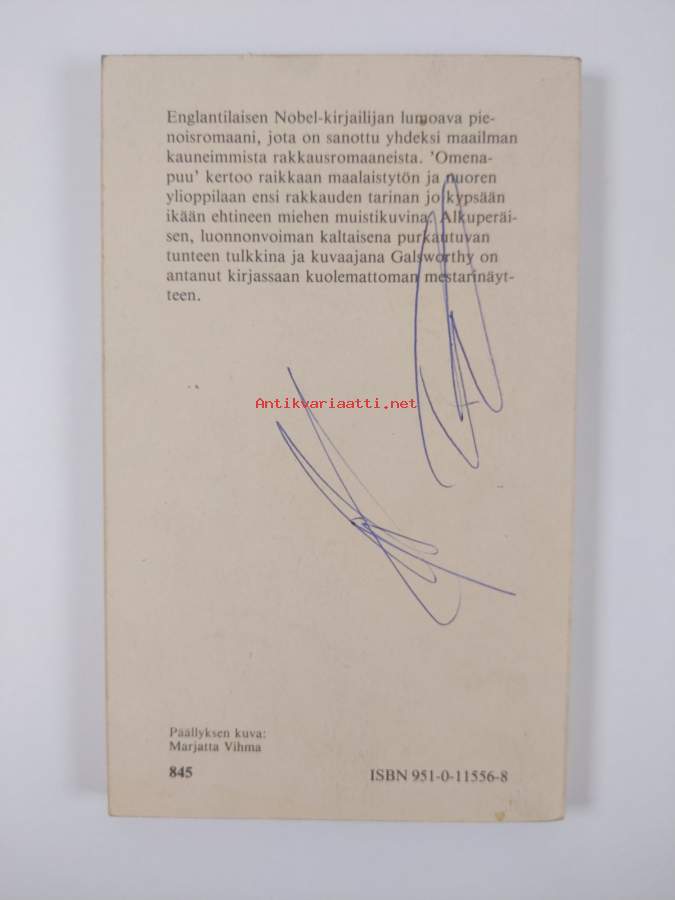 Englantilaisen Nobel-kirjailijan lumoava pie-
noisromaani, jota on sanottu yhdeksi maailman
kauneimmista rakkausromaaneista. 'Omena-
puu' kertoo raikkaan maalaistytön ja nuoren
ylioppilaan ensi rakkauden tarinan jo kypsään
ikään ehtineen miehen muistikuvina. Alkuperäi-
sen, luonnonvoiman kaltaisena purkautuvan
tunteen tulkkina ja kuvaajana Galsworthy on
antanut kirjassaan kuolemattoman mestarinäyt-
teen.
Antikvariaatti.net
Päällyksen kuva:
Marjatta Vihma
845
ISBN 951-0-11556-8